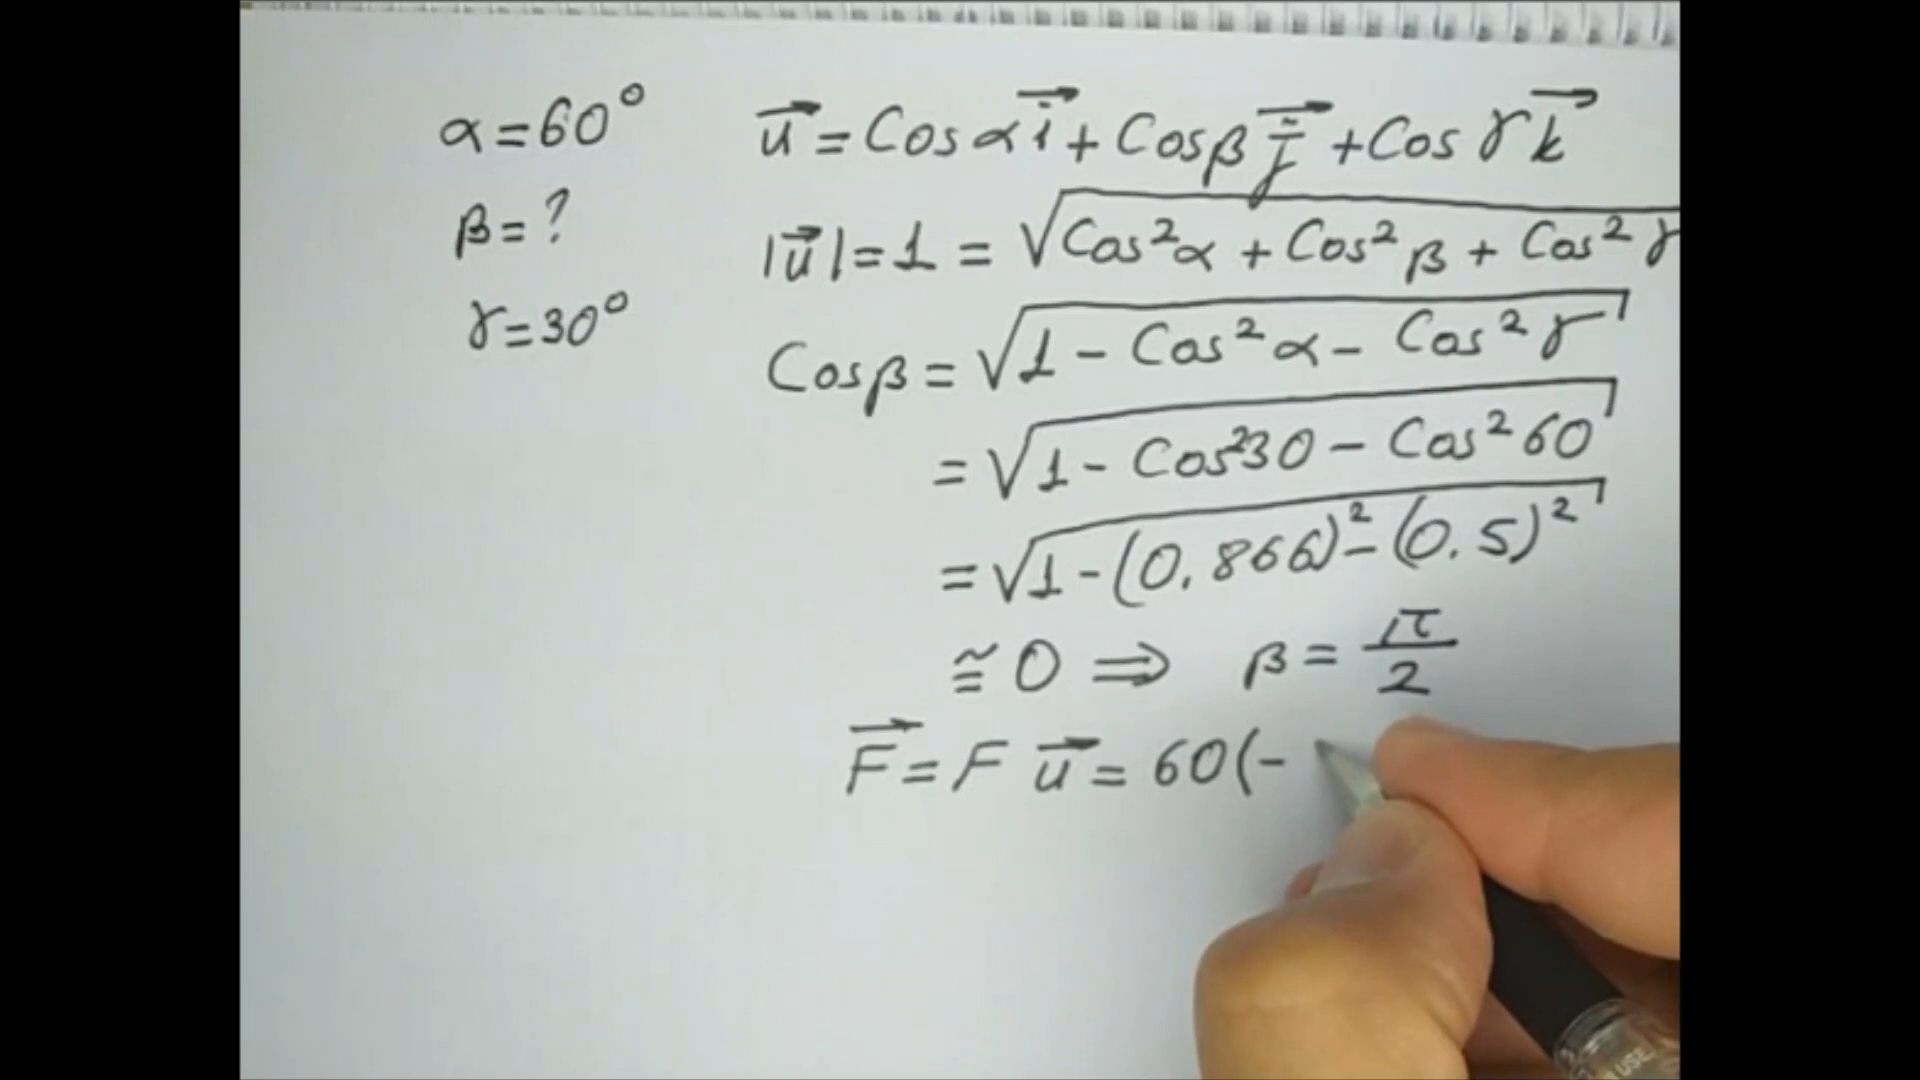 α = 60°
β = ?
γ = 30°
u⃗ = Cos α i⃗ + Cos β j⃗ + Cos γ k⃗
|u⃗| = 1 = √(Cos²α + Cos²β + Cos²γ
Cos β = √(1 - Cos²α - Cos²γ)
= √(1 - Cos²30 - Cos²60)
= √(1 - (0.866)² - (0.5)²)
≅ 0 ⇒ β = π/2
F⃗ = F u⃗ = 60(-
USE